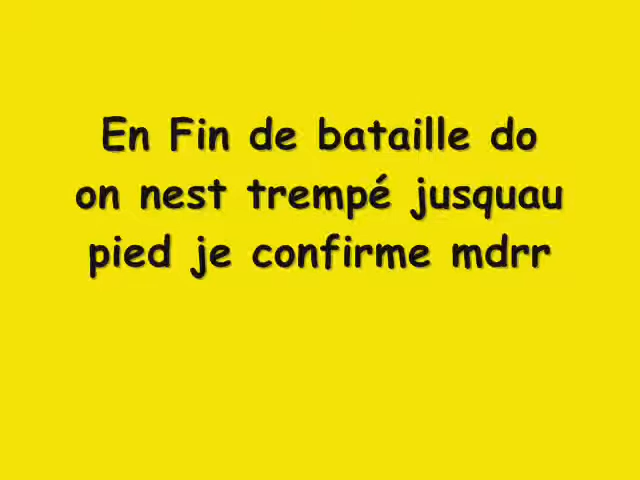 En Fin de bataille do
on nest trempé jusquau
pied je confirme mdrr